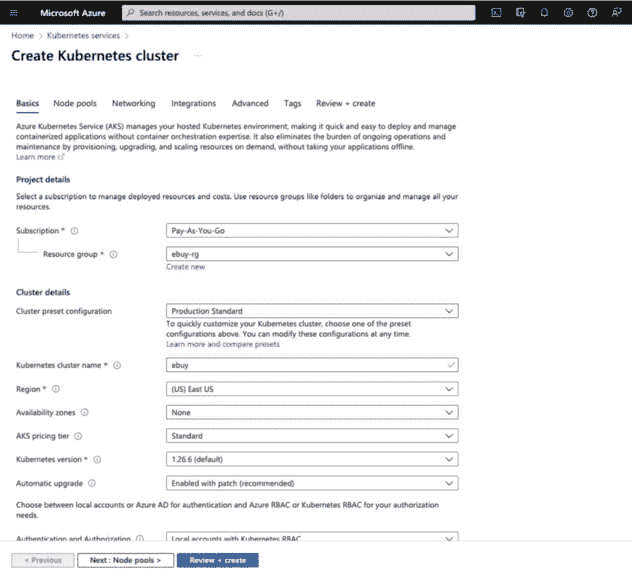 Microsoft Azure
Search resources, services, and docs (G+/)
Home > Kubernetes services >
Create Kubernetes cluster ...
Basics Node pools Networking Integrations Advanced Tags Review + create
Azure Kubernetes Service (AKS) manages your hosted Kubernetes environment, making it quick and easy to deploy and manage
containerized applications without container orchestration expertise. It also eliminates the burden of ongoing operations and
maintenance by provisioning, upgrading, and scaling resources on demand, without taking your applications offline.
Learn more
Project details
Select a subscription to manage deployed resources and costs. Use resource groups like folders to organize and manage all your
resources.
Subscription * Pay-As-You-Go
Resource group * ebuy-rg
Create new
Cluster details
Cluster preset configuration Production Standard
To quickly customize your Kubernetes cluster, choose one of the preset
configurations above. You can modify these configurations at any time.
Learn more and compare presets
Kubernetes cluster name * ebuy
Region * (US) East US
Availability zones None
AKS pricing tier Standard
Kubernetes version * 1.26.6 (default)
Automatic upgrade Enabled with patch (recommended)
Choose between local accounts or Azure AD for authentication and Azure RBAC or Kubernetes RBAC for your authorization
needs.
Authentication and Authorization Local accounts with Kubernetes RBAC
< Previous Next : Node pools > Review + create